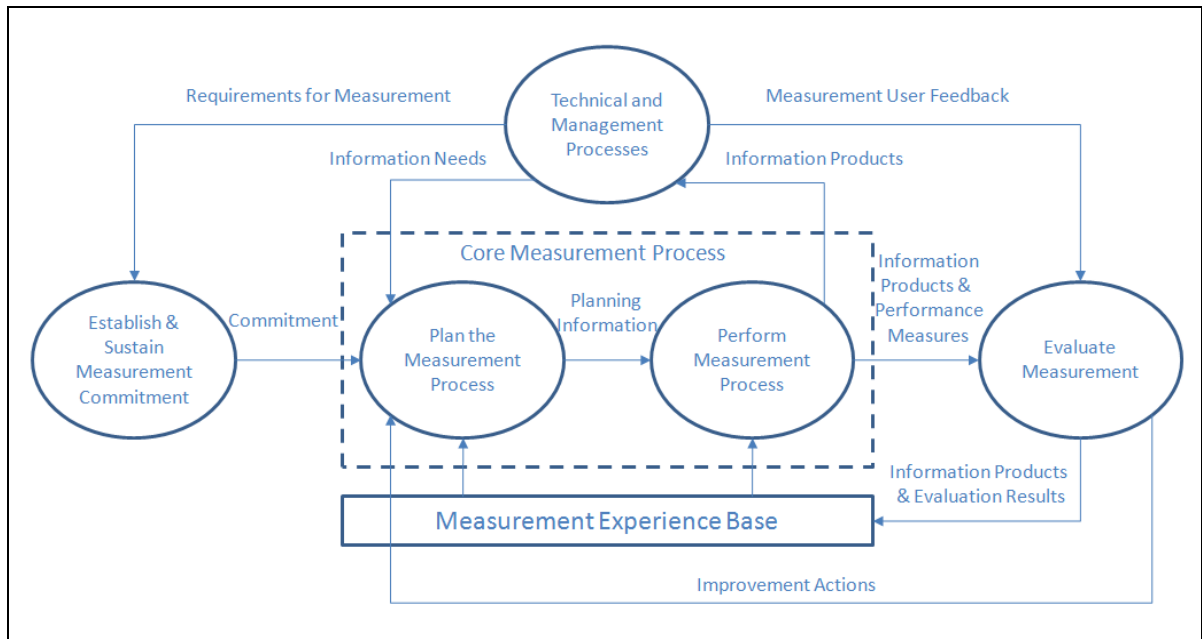 Requirements for Measurement
Technical and
Management
Processes
Measurement User Feedback
Information Needs
Information Products
Core Measurement Process
Establish &
Sustain
Measurement
Commitment
Commitment
Plan the
Measurement
Process
Planning
Information
Perform
Measurement
Process
Information
Products &
Performance
Measures
Evaluate
Measurement
Information Products
& Evaluation Results
Measurement Experience Base
Improvement Actions